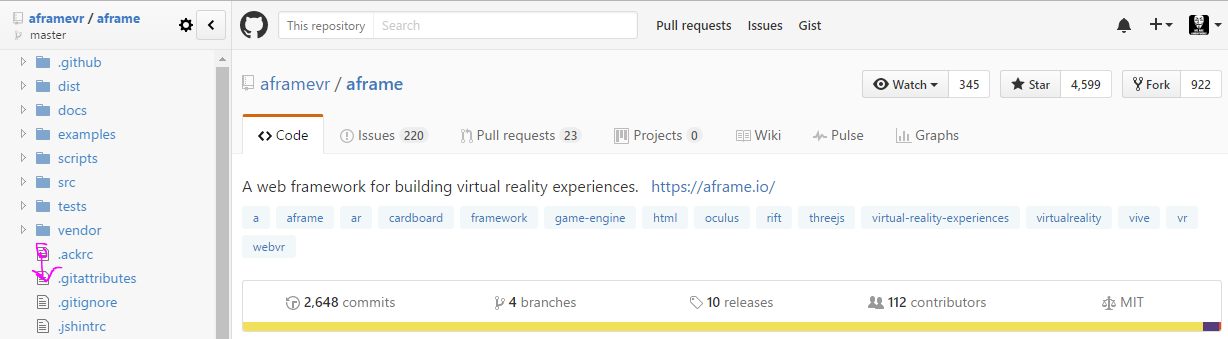 aframevr / aframe
master
.github
dist
docs
examples
scripts
src
tests
vendor
.ackrc
.gitattributes
.gitignore
.jshintrc
This repository Search Pull requests Issues Gist
aframevr / aframe Watch 345 Star 4,599 Fork 922
Code Issues 220 Pull requests 23 Projects 0 Wiki Pulse Graphs
A web framework for building virtual reality experiences. https://aframe.io/
a aframe ar cardboard framework game-engine html oculus rift threejs virtual-reality-experiences virtualreality vive vr
webvr
2,648 commits 4 branches 10 releases 112 contributors MIT